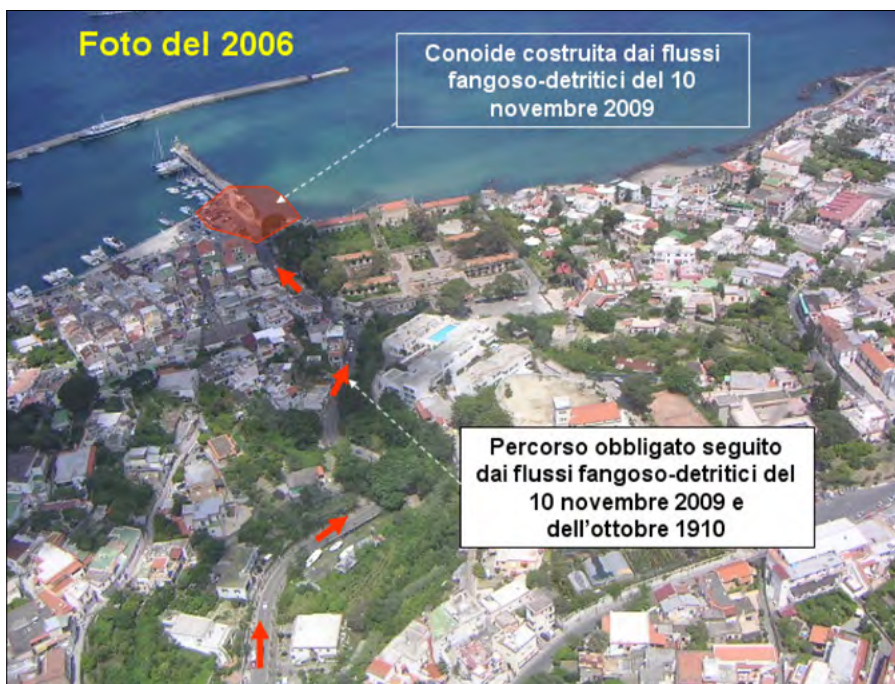 Foto del 2006
Conoide costruita dai flussi
fangoso-detritici del 10
novembre 2009
Percorso obbligato seguito
dai flussi fangoso-detritici del
10 novembre 2009 e
dell'ottobre 1910